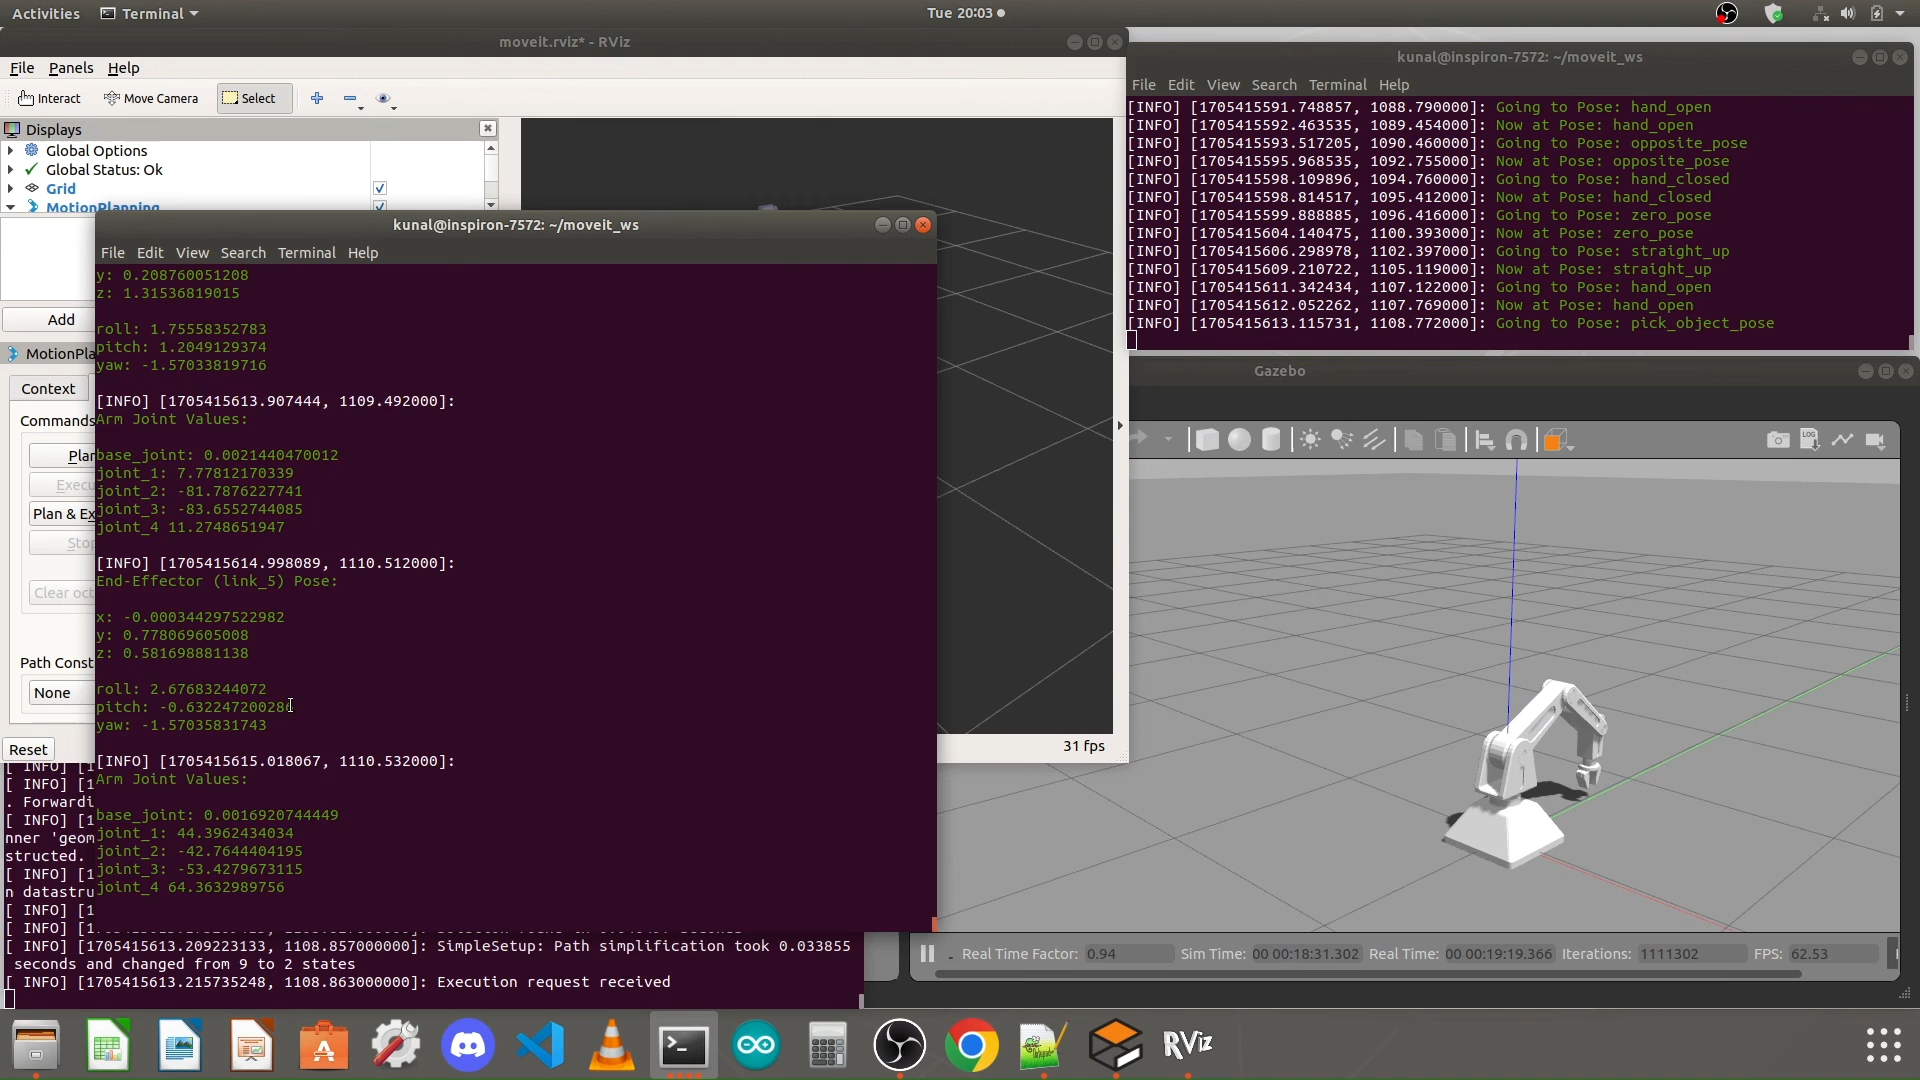 Activities
Terminal
Tue 20:03
moveit.rviz* - RViz
File Panels Help
Interact Move Camera Select
Displays
Global Options
Global Status: Ok
Grid
MotionPlanning
Add
Context
Commands
Reset
Path Const
None
31 fps
kunal@inspiron-7572: ~/moveit_ws
File Edit View Search Terminal Help
y: 0.208760051208
z: 1.31536819015
roll: 1.75558352783
pitch: 1.2049129374
yaw: -1.57033819716
[INFO] [1705415613.907444, 1109.492000]:
Arm Joint Values:
base_joint: 0.0021440470012
joint_1: 7.77812170339
joint_2: -81.7876227741
joint_3: -83.6552744085
joint_4 11.2748651947
[INFO] [1705415614.998089, 1110.512000]:
End-Effector (link_5) Pose:
x: -0.000344297522982
y: 0.778069605008
z: 0.581698881138
roll: 2.67683244072
pitch: -0.63224720028
yaw: -1.57035831743
[INFO] [1705415615.018067, 1110.532000]:
Arm Joint Values:
base_joint: 0.0016920744449
joint_1: 44.3962434034
joint_2: -42.7644404195
joint_3: -53.4279673115
joint_4 64.3632989756
kunal@inspiron-7572: ~/moveit_ws
File Edit View Search Terminal Help
[INFO] [1705415591.748857, 1088.790000]: Going to Pose: hand_open
[INFO] [1705415592.463535, 1089.454000]: Now at Pose: hand_open
[INFO] [1705415593.517205, 1090.460000]: Going to Pose: opposite_pose
[INFO] [1705415595.968535, 1092.755000]: Now at Pose: opposite_pose
[INFO] [1705415598.109896, 1094.760000]: Going to Pose: hand_closed
[INFO] [1705415598.814517, 1095.412000]: Now at Pose: hand_closed
[INFO] [1705415599.888885, 1096.416000]: Going to Pose: zero_pose
[INFO] [1705415604.140475, 1100.393000]: Now at Pose: zero_pose
[INFO] [1705415606.298978, 1102.397000]: Going to Pose: straight_up
[INFO] [1705415609.210722, 1105.119000]: Now at Pose: straight_up
[INFO] [1705415611.342434, 1107.122000]: Going to Pose: hand_open
[INFO] [1705415612.052262, 1107.769000]: Now at Pose: hand_open
[INFO] [1705415613.115731, 1108.772000]: Going to Pose: pick_object_pose
Gazebo
LOG
Real Time Factor: 0.94 Sim Time: 00 00:18:31.302 Real Time: 00 00:19:19.366 Iterations: 1111302 FPS: 62.53
[ INFO] [1
. Forwardi
[ INFO] [1
nner 'geom
structed.
[ INFO] [1
n datastru
[ INFO] [1
[ INFO] [1705415613.209223133, 1108.857000000]: SimpleSetup: Path simplification took 0.033855
seconds and changed from 9 to 2 states
[ INFO] [1705415613.215735248, 1108.863000000]: Execution request received
RViz